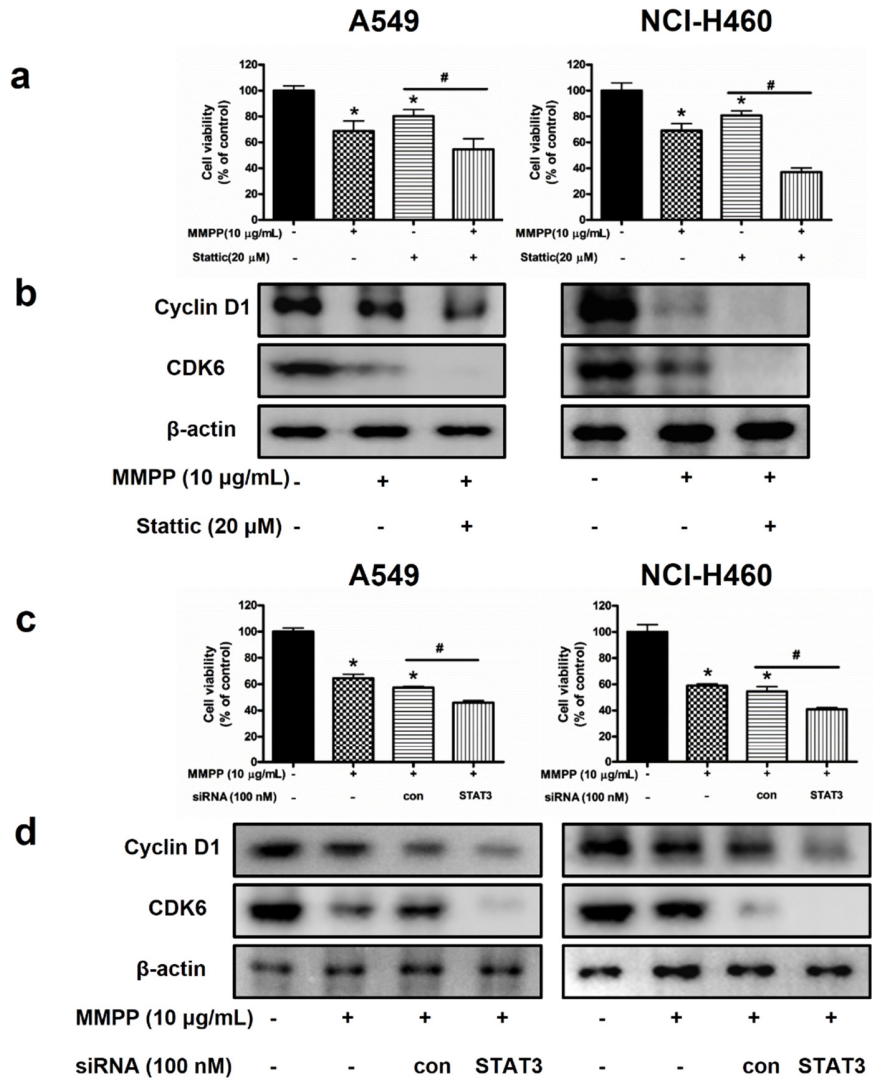 A549 NCI-H460
a
120 120
100 100
80 80
60 60
40 40
20 20
0 0
Cell viability (% of control) Cell viability (% of control)
* * # * * #
MMPP(10 µg/mL) - + - + MMPP(10 µg/mL) - + - +
Stattic(20 µM) - - + + Stattic(20 µM) - - + +
b
Cyclin D1
CDK6
β-actin
MMPP (10 µg/mL) - + + - + +
Stattic (20 µM) - - + - - +
A549 NCI-H460
c
120 120
100 100
80 80
60 60
40 40
20 20
0 0
Cell viability (% of control) Cell viability (% of control)
* * # * * #
MMPP (10 µg/mL) - + + + MMPP (10 µg/mL) - + + +
siRNA (100 nM) - - con STAT3 siRNA (100 nM) - - con STAT3
d
Cyclin D1
CDK6
β-actin
MMPP (10 µg/mL) - + + + - + + +
siRNA (100 nM) - - con STAT3 - - con STAT3